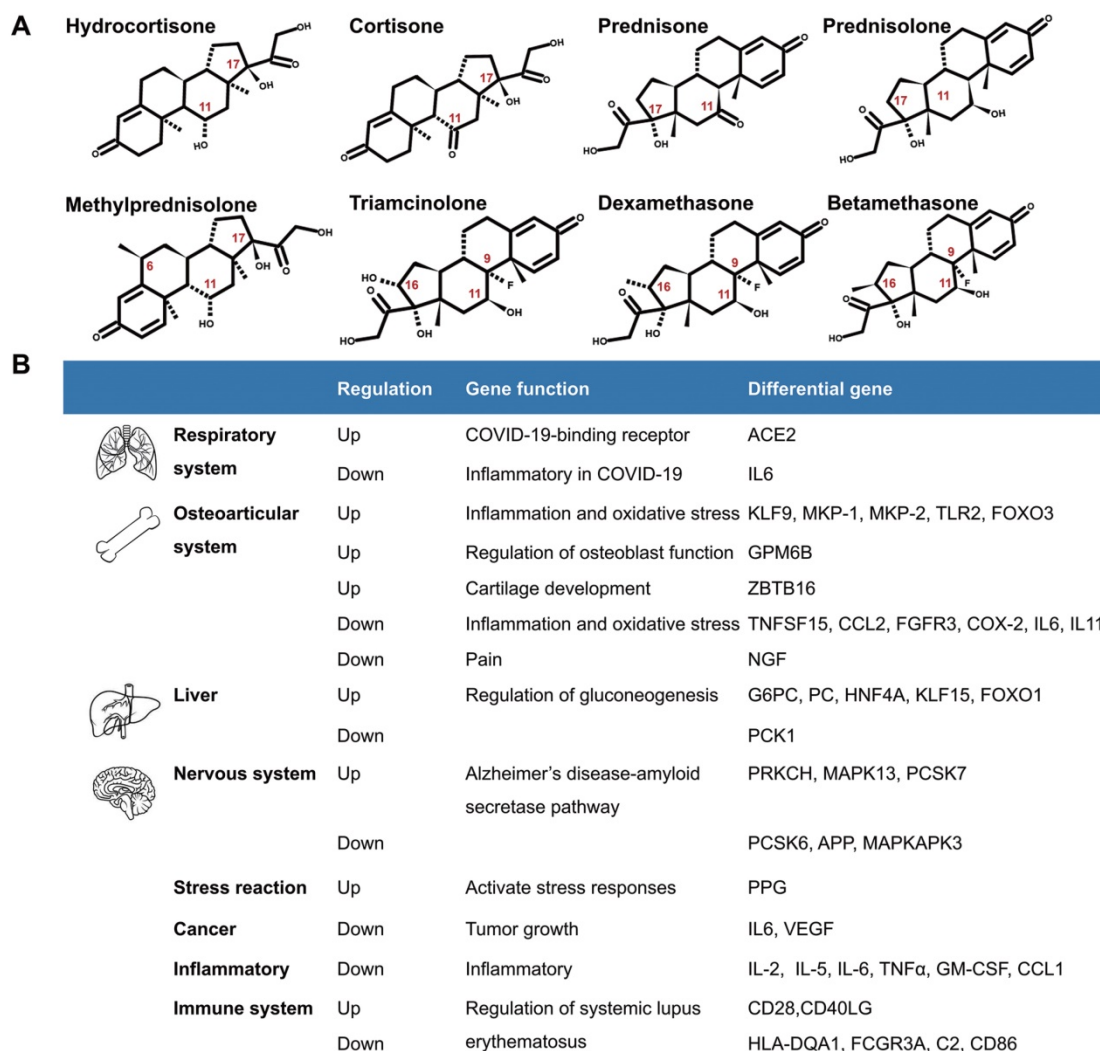 A
Hydrocortisone
Cortisone
Prednisone
Prednisolone
OH
17
O
OH
11
HO
O
OH
17
O
OH
11
O
O
O
11
O
17
OH
O
HO
O
11
17
OH
O
OH
HO
Methylprednisolone
Triamcinolone
Dexamethasone
Betamethasone
OH
17
OH
O
6
11
OH
O
O
9
HO
16
11
F
O
OH
OH
HO
O
9
16
11
F
O
OH
OH
HO
O
9
16
11
F
O
OH
OH
HO
B
Regulation Gene function Differential gene
Respiratory system Up COVID-19-binding receptor ACE2
Down Inflammatory in COVID-19 IL6
Osteoarticular system Up Inflammation and oxidative stress KLF9, MKP-1, MKP-2, TLR2, FOXO3
Up Regulation of osteoblast function GPM6B
Up Cartilage development ZBTB16
Down Inflammation and oxidative stress TNFSF15, CCL2, FGFR3, COX-2, IL6, IL11
Down Pain NGF
Liver Up Regulation of gluconeogenesis G6PC, PC, HNF4A, KLF15, FOXO1
Down PCK1
Nervous system Up Alzheimer's disease-amyloid PRKCH, MAPK13, PCSK7
secretase pathway
Down PCSK6, APP, MAPKAPK3
Stress reaction Up Activate stress responses PPG
Cancer Down Tumor growth IL6, VEGF
Inflammatory Down Inflammatory IL-2, IL-5, IL-6, TNFα, GM-CSF, CCL1
Immune system Up Regulation of systemic lupus CD28,CD40LG
Down erythematosus HLA-DQA1, FCGR3A, C2, CD86